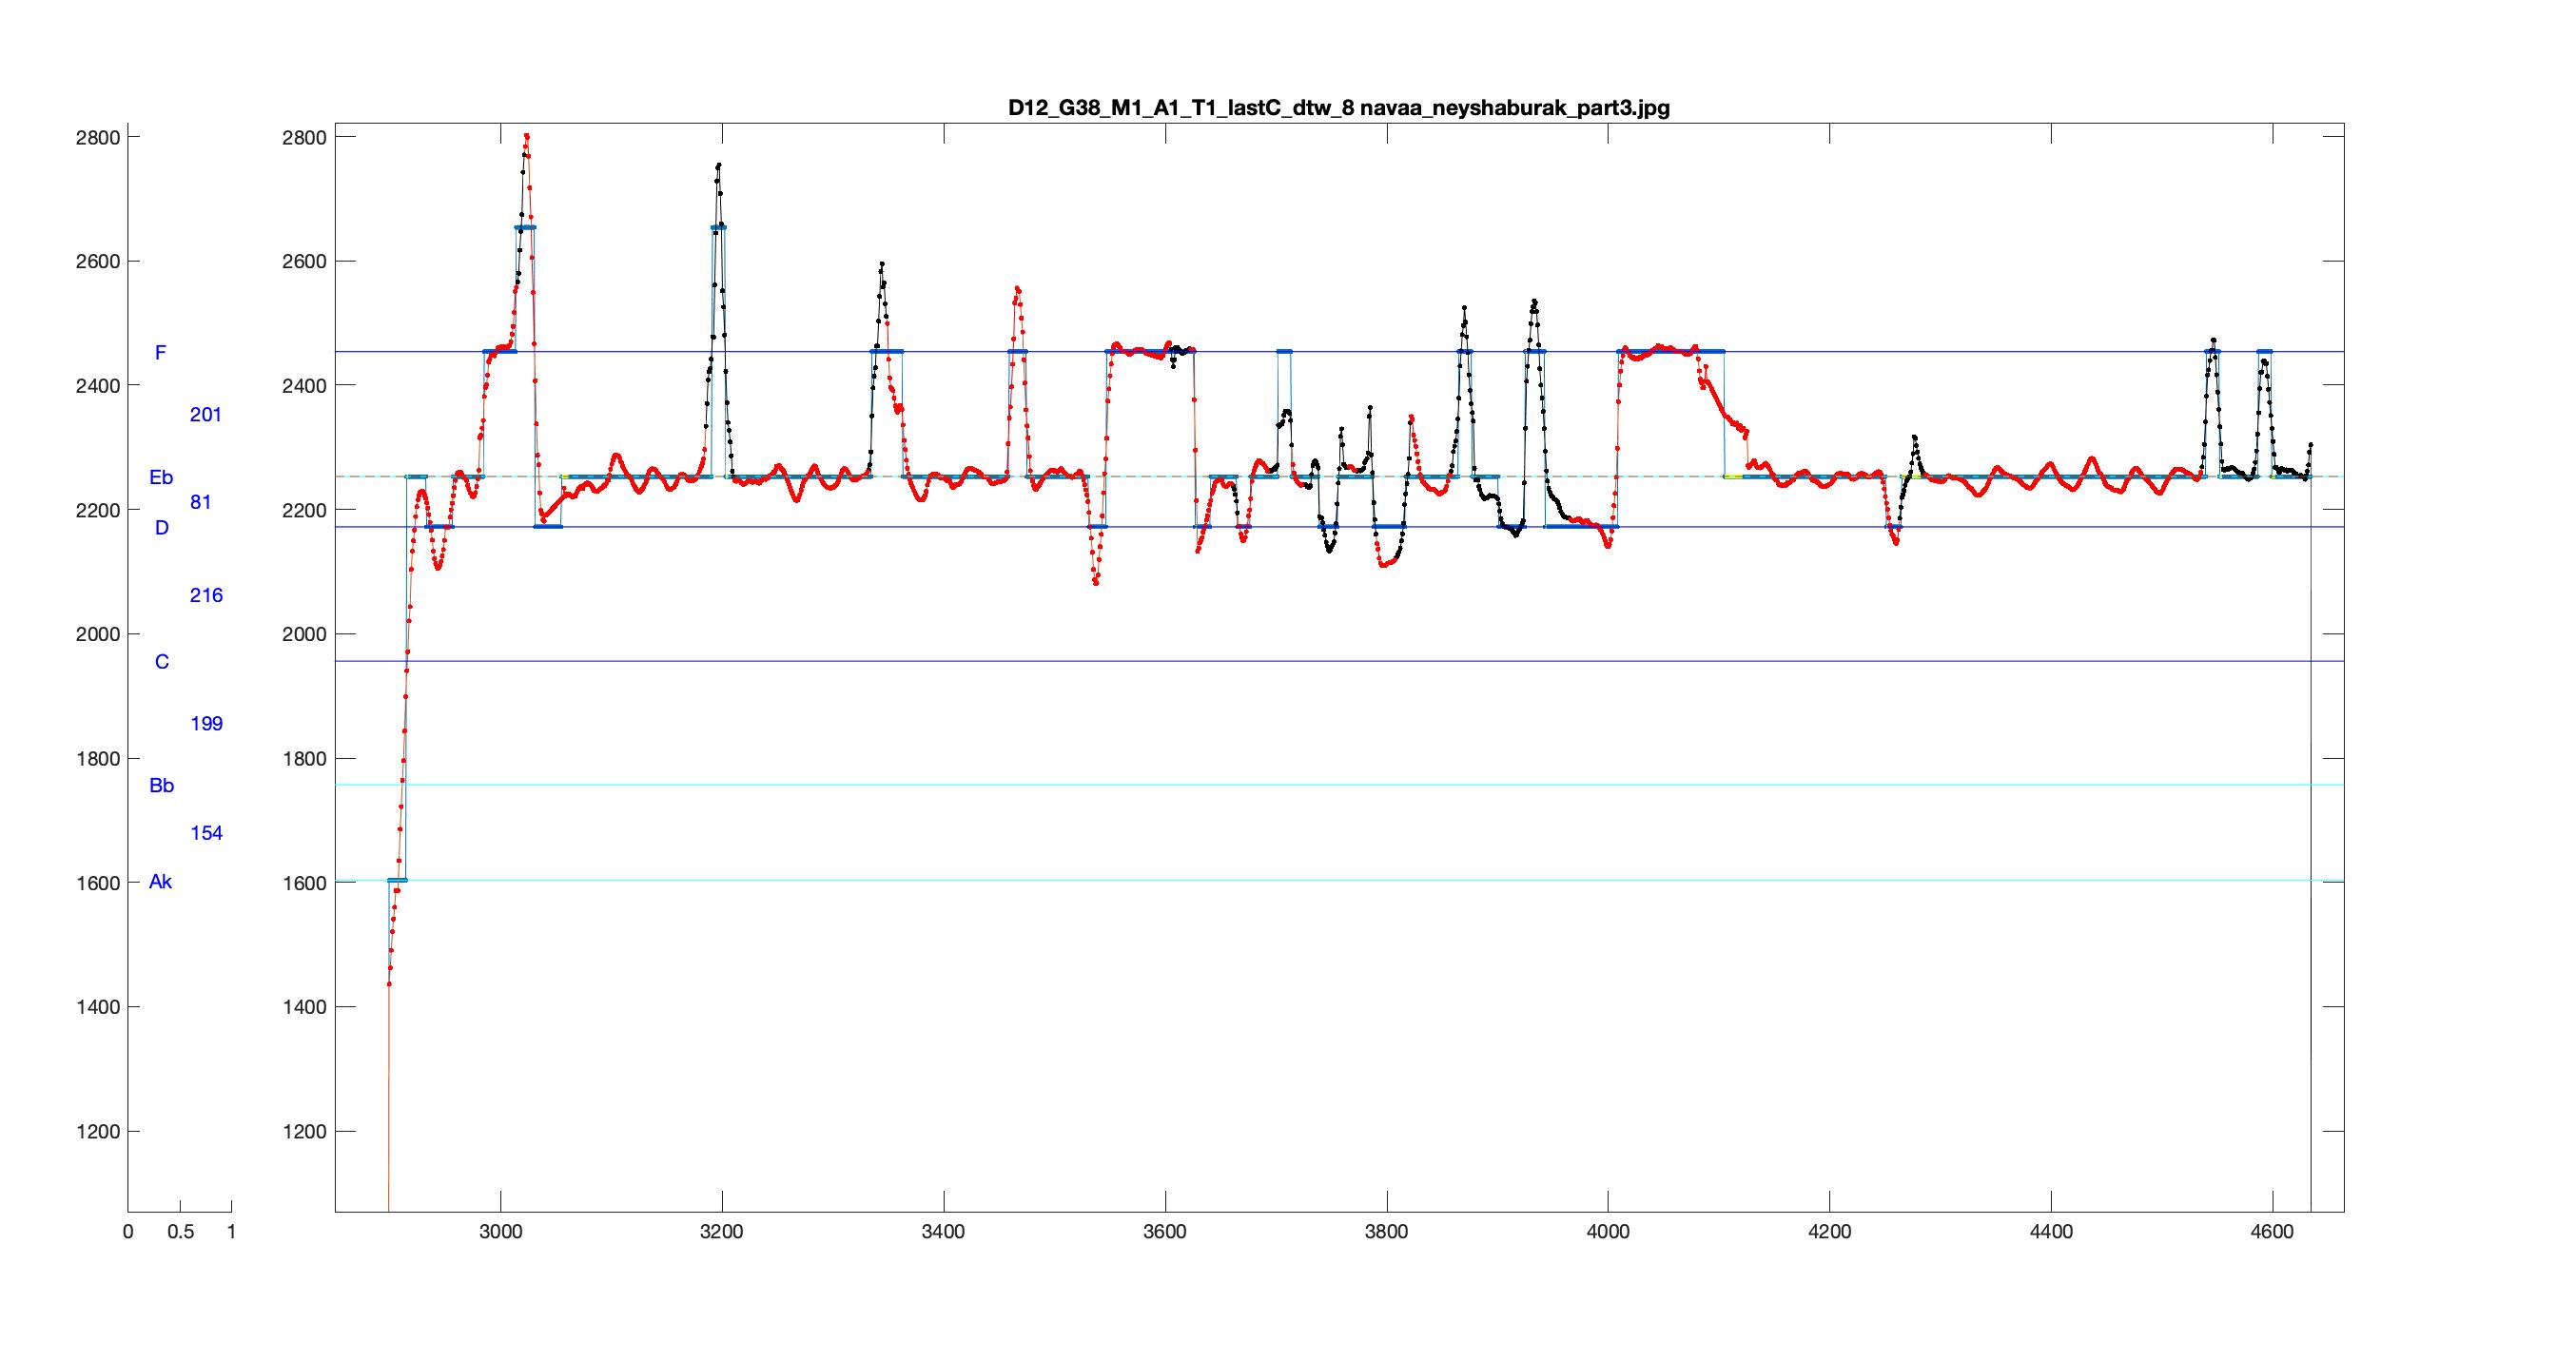 D12_G38_M1_A1_T1_lastC_dtw_8 navaa_neyshaburak_part3.jpg
2800 2800
2600 2600
F
2400 2400
201
Eb
81
2200 2200
D
216
2000 2000
C
199
1800 1800
Bb
154
1600 Ak 1600
1400 1400
1200 1200
0 0.5 1 3000 3200 3400 3600 3800 4000 4200 4400 4600